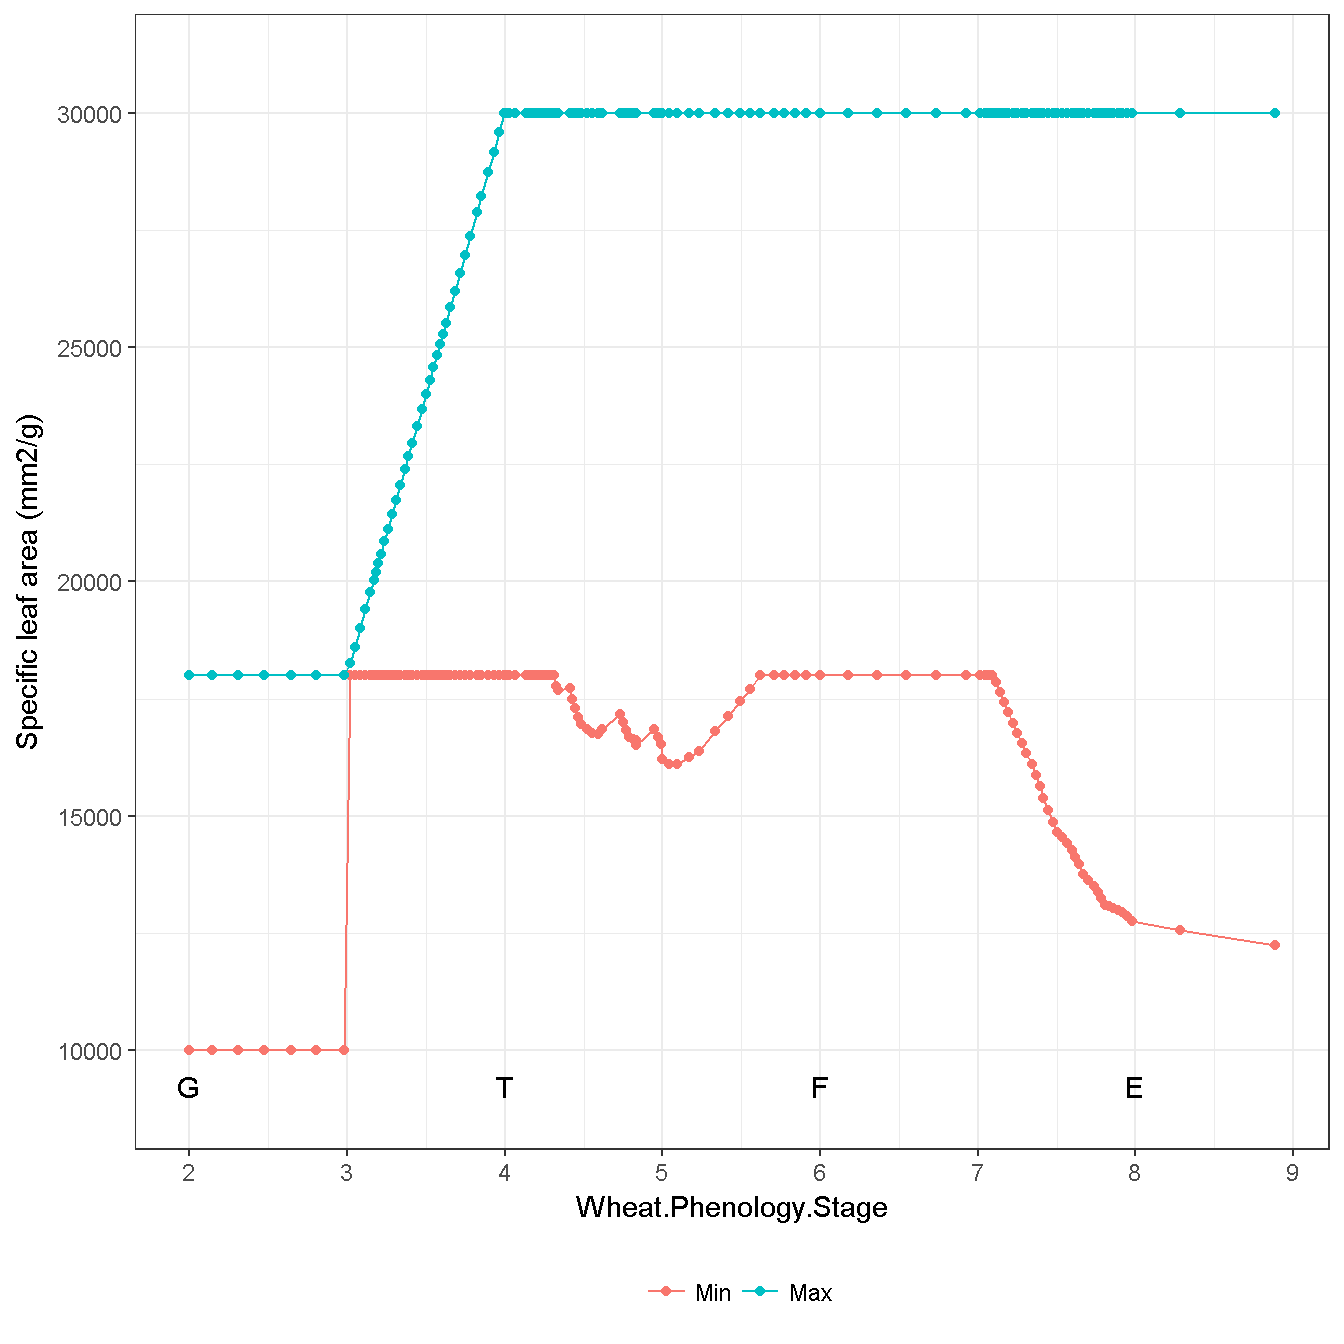 Specific leaf area (mm2/g)
30000
25000
20000
15000
10000
G T F E
2 3 4 5 6 7 8 9
Wheat.Phenology.Stage
Min Max